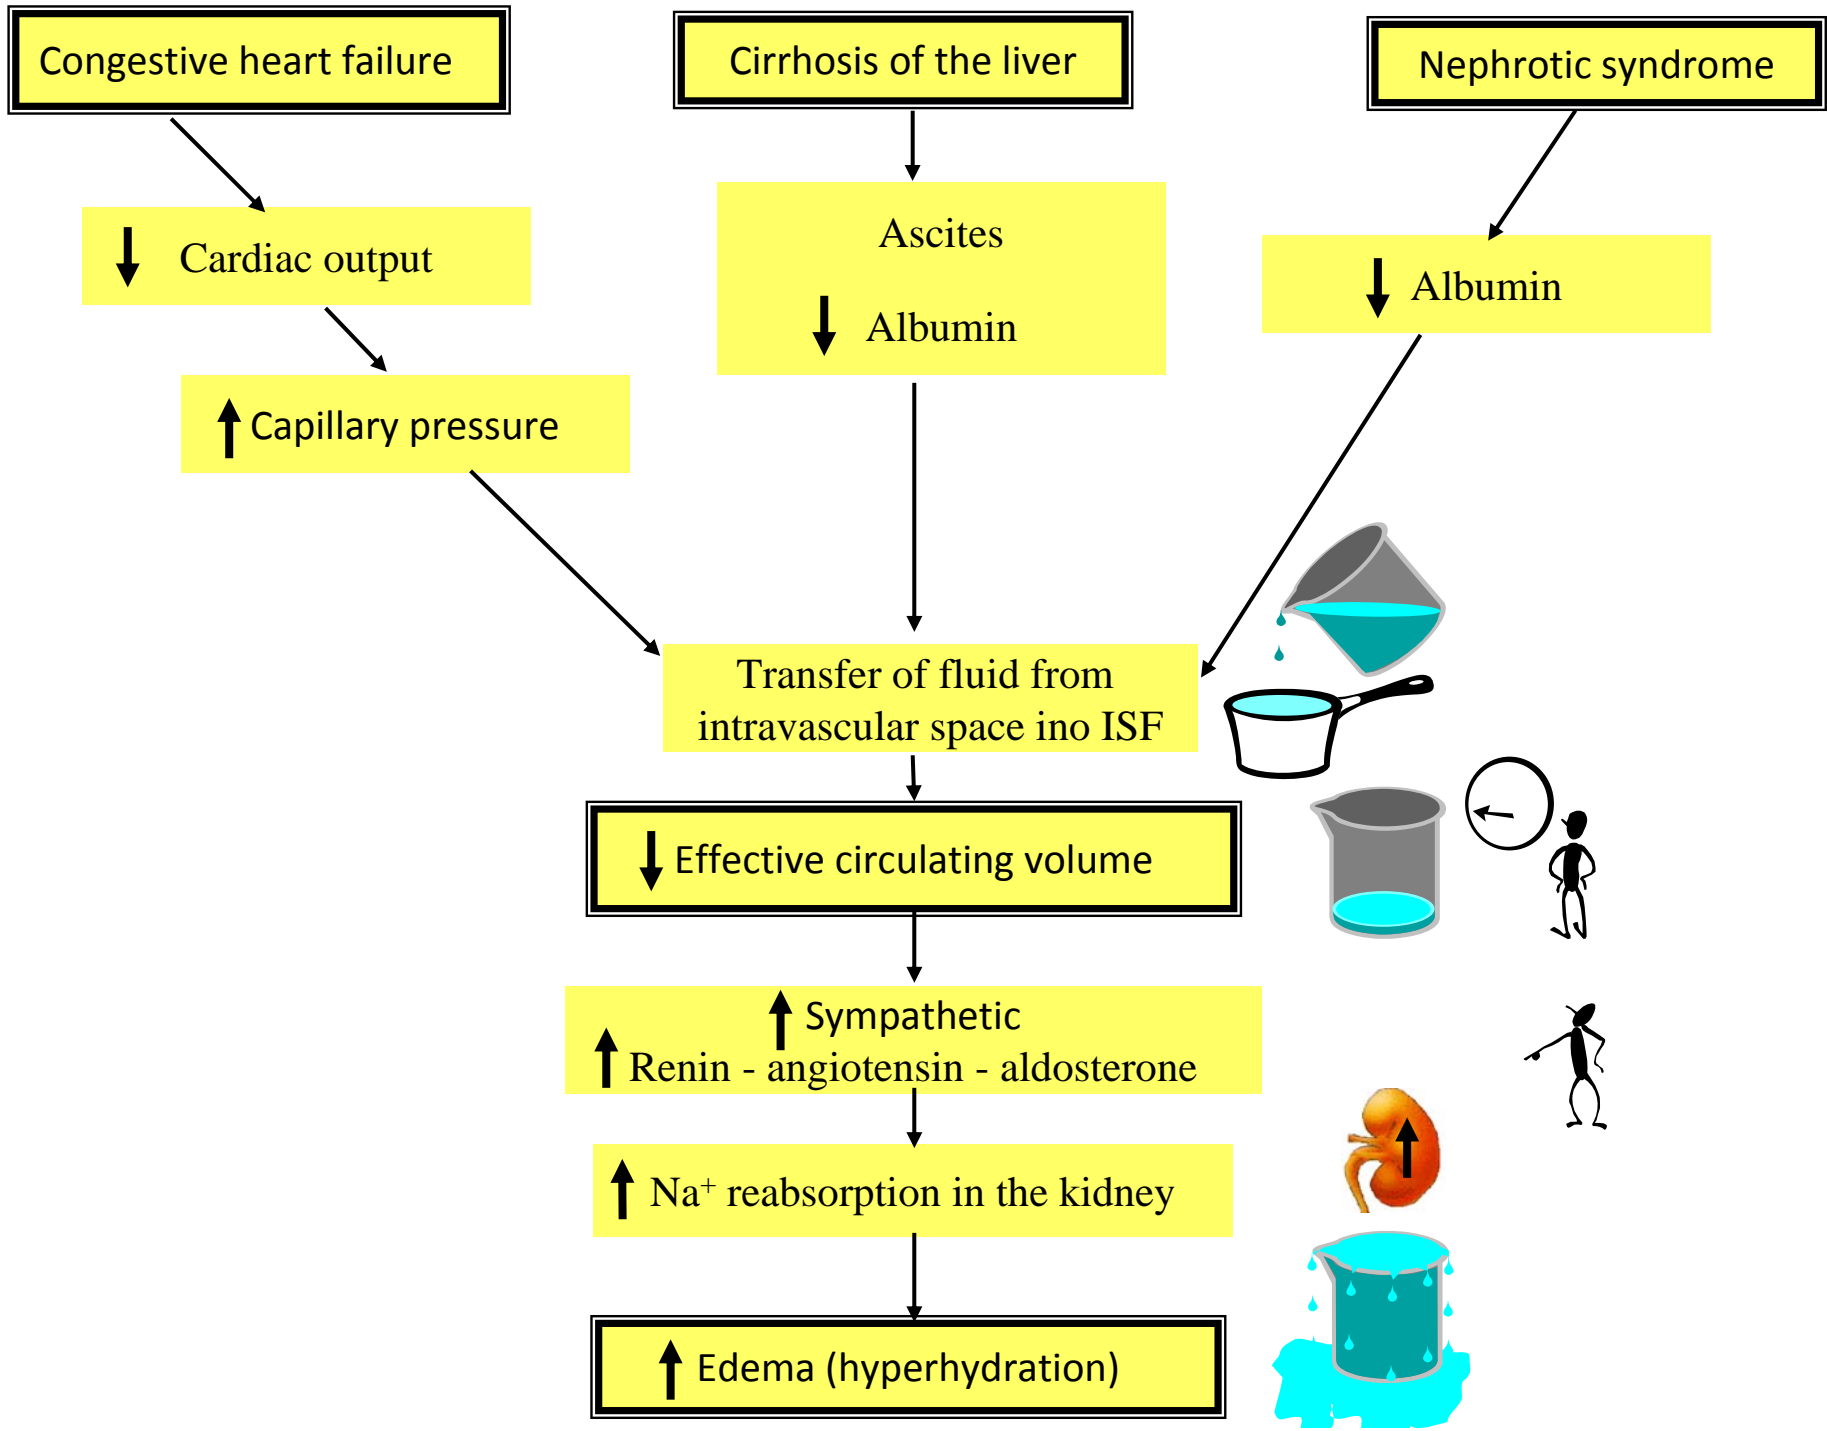 Congestive heart failure
Cirrhosis of the liver
Nephrotic syndrome
Cardiac output
Ascites
Albumin
Albumin
Capillary pressure
Transfer of fluid from
intravascular space ino ISF
Effective circulating volume
Sympathetic
Renin - angiotensin - aldosterone
Na⁺ reabsorption in the kidney
Edema (hyperhydration)